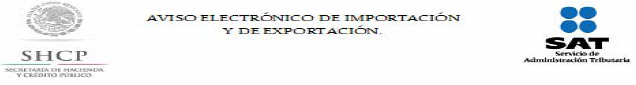 AVISO ELECTRÓNICO DE IMPORTACIÓN
Y DE EXPORTACIÓN.
SHCP
SECRETARÍA DE HACIENDA
Y CRÉDITO PÚBLICO
SAT
Servicio de
Administración Tributaria